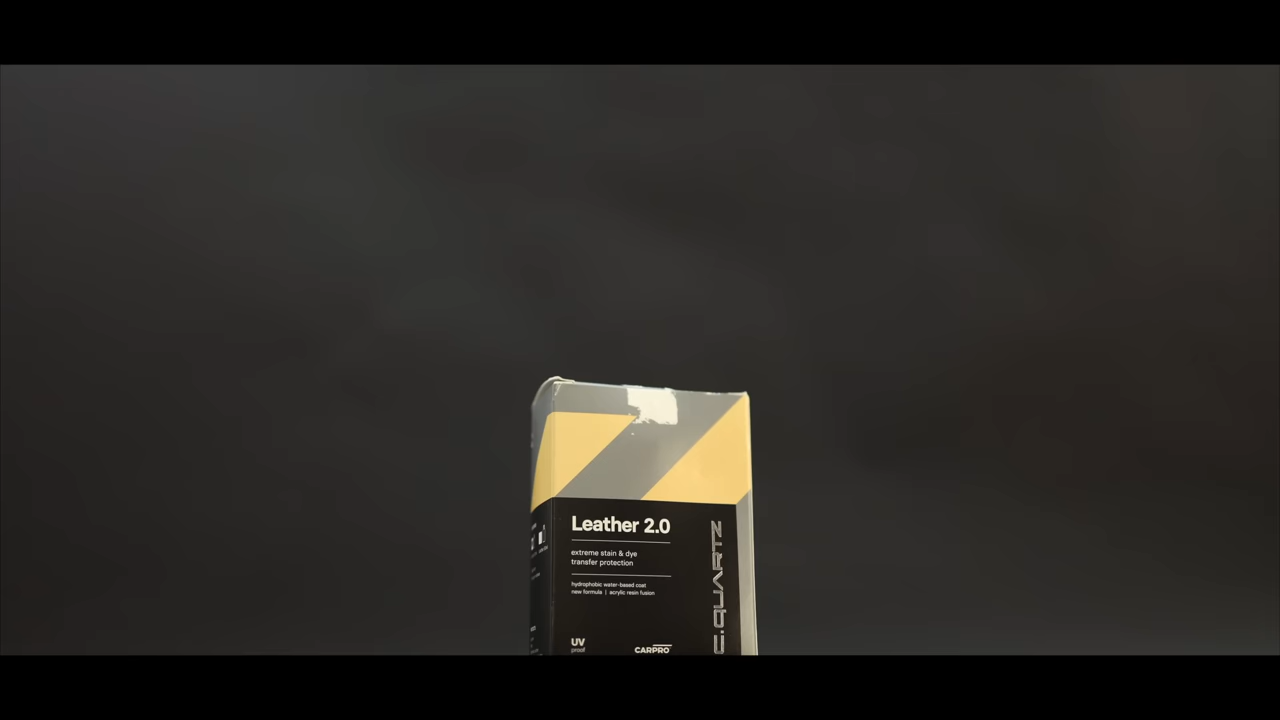 Leather 2.0
extreme stain & dye
transfer protection
hydrophobic water-based coat
new formula | acrylic resin fusion
UV
proof
CARPRO
C.QUARTZ